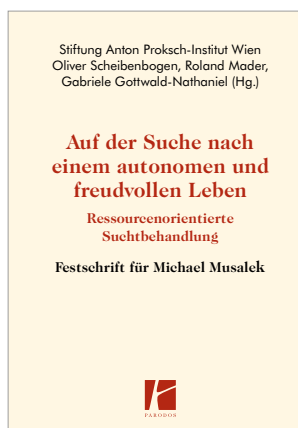 Stiftung Anton Proksch-Institut Wien
Oliver Scheibenbogen, Roland Mader,
Gabriele Gottwald-Nathaniel (Hg.)
Auf der Suche nach
einem autonomen und
freudvollen Leben
Ressourcenorientierte
Suchtbehandlung
Festschrift für Michael Musalek
PARODOS